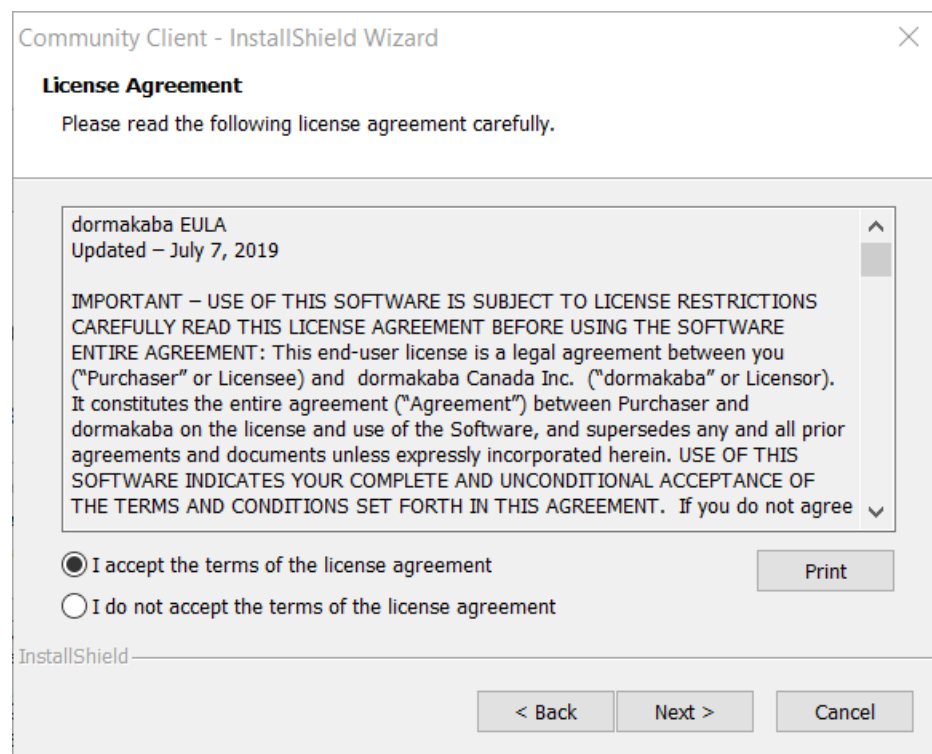 Community Client - InstallShield Wizard
License Agreement
Please read the following license agreement carefully.
dormakaba EULA
Updated – July 7, 2019
IMPORTANT – USE OF THIS SOFTWARE IS SUBJECT TO LICENSE RESTRICTIONS
CAREFULLY READ THIS LICENSE AGREEMENT BEFORE USING THE SOFTWARE
ENTIRE AGREEMENT: This end-user license is a legal agreement between you
(“Purchaser” or Licensee) and  dormakaba Canada Inc.  (“dormakaba” or Licensor).
It constitutes the entire agreement (“Agreement”) between Purchaser and
dormakaba on the license and use of the Software, and supersedes any and all prior
agreements and documents unless expressly incorporated herein. USE OF THIS
SOFTWARE INDICATES YOUR COMPLETE AND UNCONDITIONAL ACCEPTANCE OF
THE TERMS AND CONDITIONS SET FORTH IN THIS AGREEMENT.  If you do not agree
I accept the terms of the license agreement
Print
I do not accept the terms of the license agreement
InstallShield
< Back
Next >
Cancel